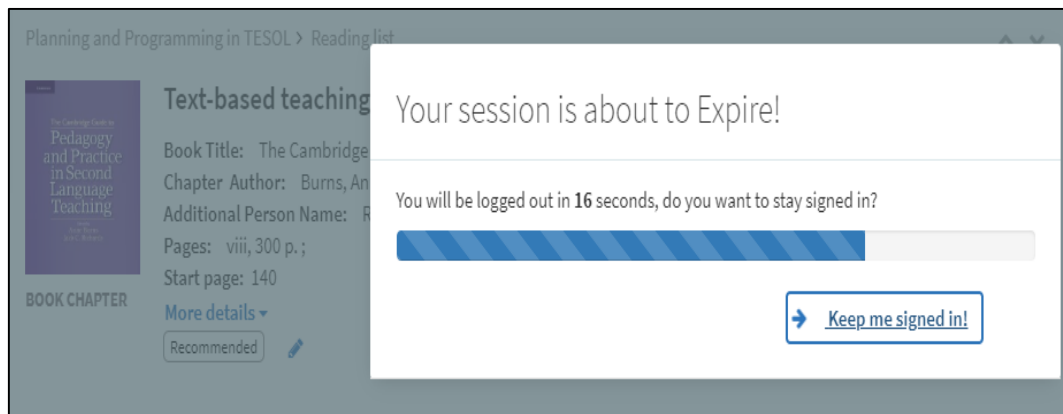 Planning and Programming in TESOL > Reading list
The Cambridge Guide to
Pedagogy
and Practice
in Second
Language
Teaching
BOOK CHAPTER
Text-based teaching
Book Title: The Cambridge
Chapter Author: Burns, An
Additional Person Name: R
Pages: viii, 300 p. ;
Start page: 140
More details
Recommended
Your session is about to Expire!
You will be logged out in 16 seconds, do you want to stay signed in?
Keep me signed in!